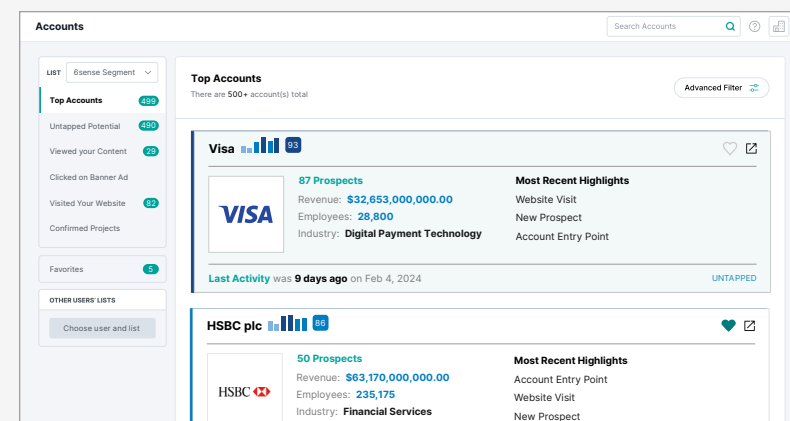 Accounts
Search Accounts
LIST 6sense Segment
Top Accounts 499
Untapped Potential 490
Viewed your Content 29
Clicked on Banner Ad
Visited Your Website 82
Confirmed Projects
Favorites 5
OTHER USERS' LISTS
Choose user and list
Top Accounts
There are 500+ account(s) total
Advanced Filter
Visa 93
VISA
87 Prospects
Revenue: $32,653,000,000.00
Employees: 28,800
Industry: Digital Payment Technology
Most Recent Highlights
Website Visit
New Prospect
Account Entry Point
Last Activity was 9 days ago on Feb 4, 2024
UNTAPPED
HSBC plc 86
HSBC
50 Prospects
Revenue: $63,170,000,000.00
Employees: 235,175
Industry: Financial Services
Most Recent Highlights
Account Entry Point
Website Visit
New Prospect